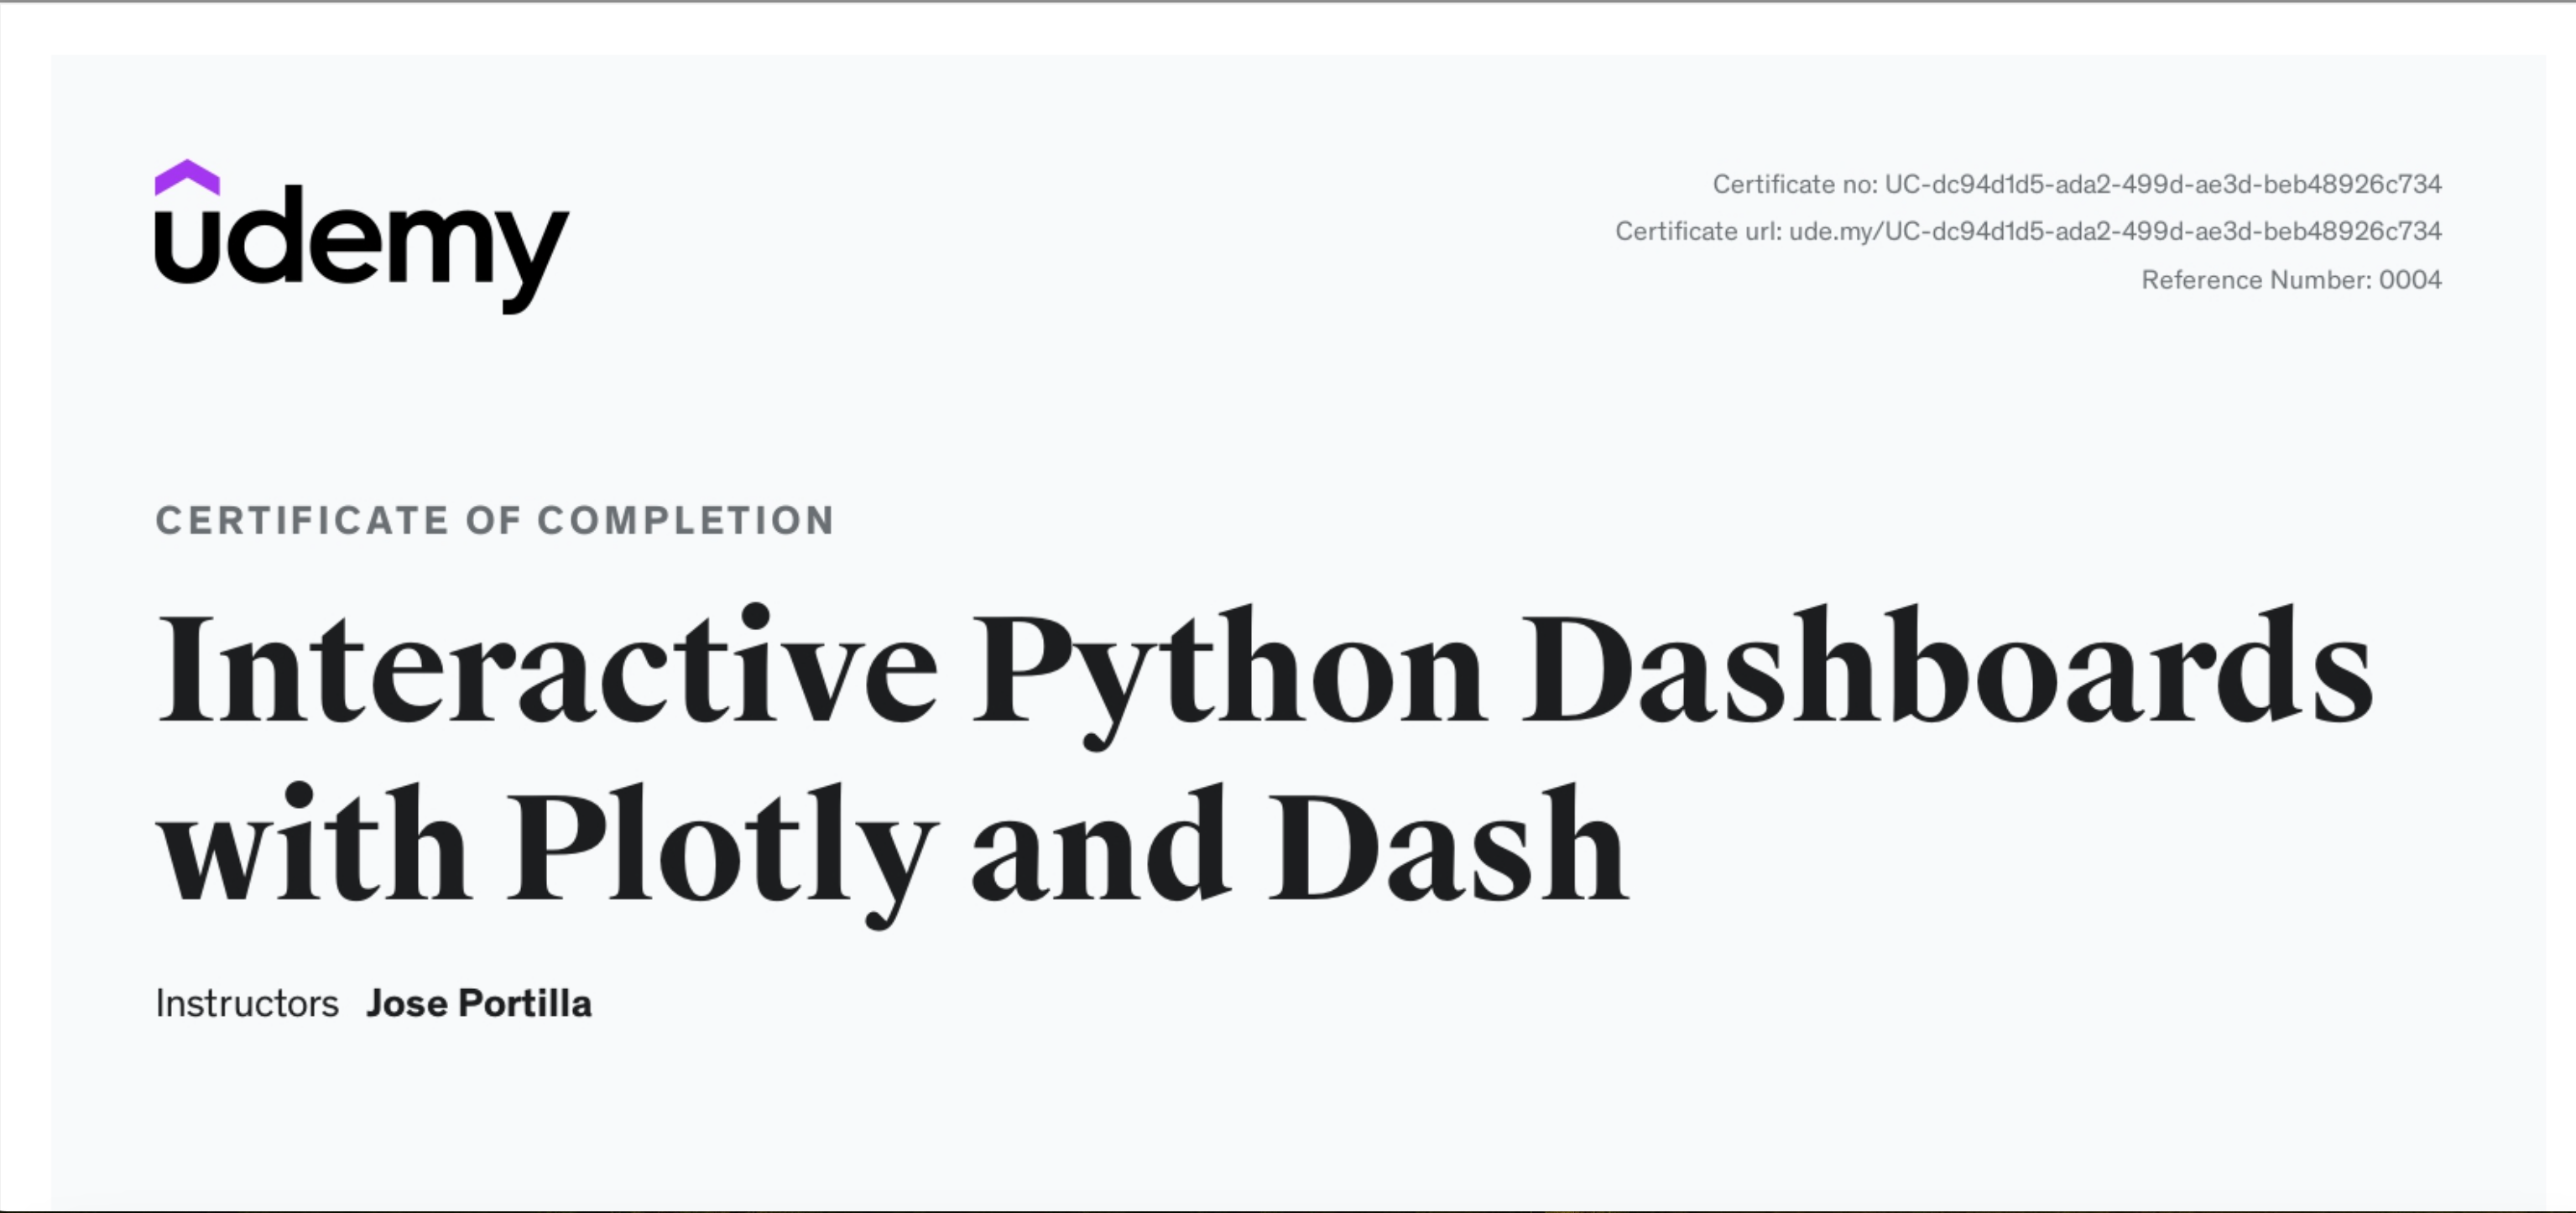 udemy
Certificate no: UC-dc94d1d5-ada2-499d-ae3d-beb48926c734
Certificate url: ude.my/UC-dc94d1d5-ada2-499d-ae3d-beb48926c734
Reference Number: 0004
CERTIFICATE OF COMPLETION
Interactive Python Dashboards
with Plotly and Dash
Instructors Jose Portilla